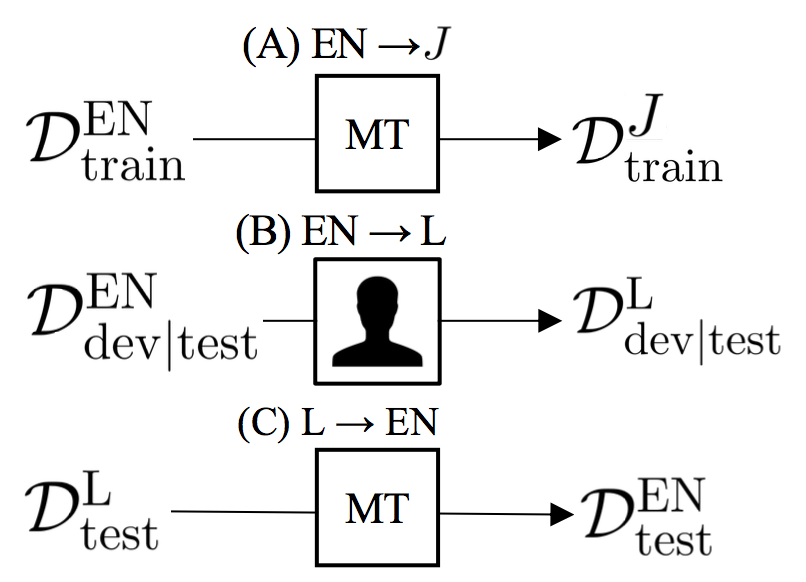 (A) EN → J
D^EN_train MT D^J_train
(B) EN → L
D^EN_dev|test D^L_dev|test
(C) L → EN
D^L_test MT D^EN_test